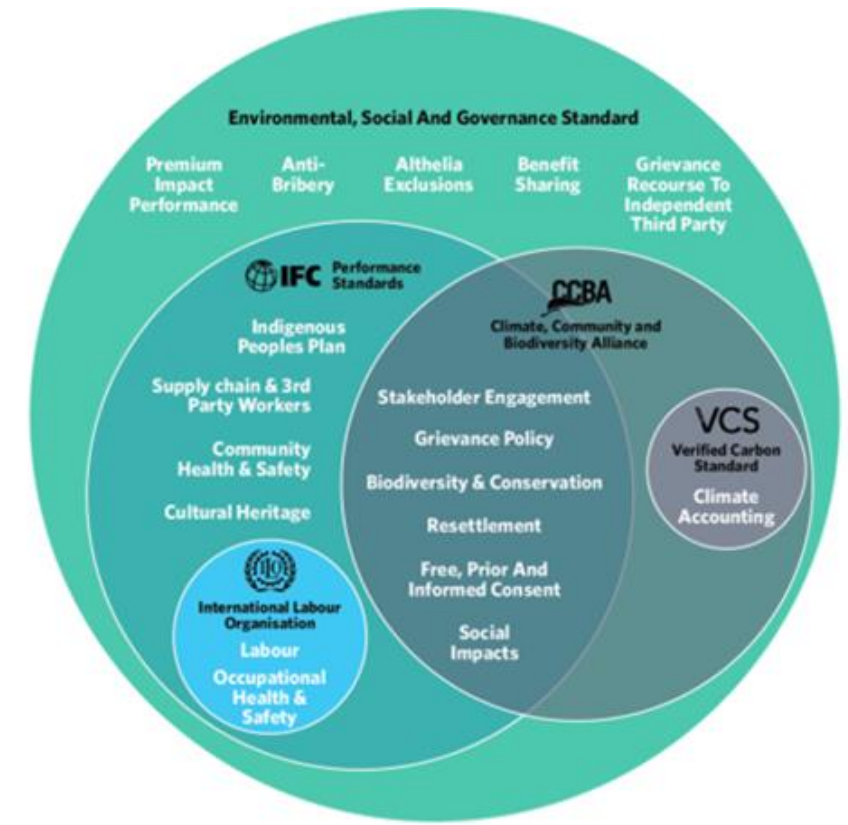 Environmental, Social And Governance Standard
Premium
Impact
Performance
Anti-
Bribery
Althelia
Exclusions
Benefit
Sharing
Grievance
Recourse To
Independent
Third Party
IFC
Performance
Standards
Indigenous
Peoples Plan
Supply chain & 3rd
Party Workers
Community
Health & Safety
Cultural Heritage
International Labour
Organisation
Labour
Occupational
Health &
Safety
CCBA
Climate, Community and
Biodiversity Alliance
Stakeholder Engagement
Grievance Policy
Biodiversity & Conservation
Resettlement
Free, Prior And
Informed Consent
Social
Impacts
VCS
Verified Carbon
Standard
Climate
Accounting